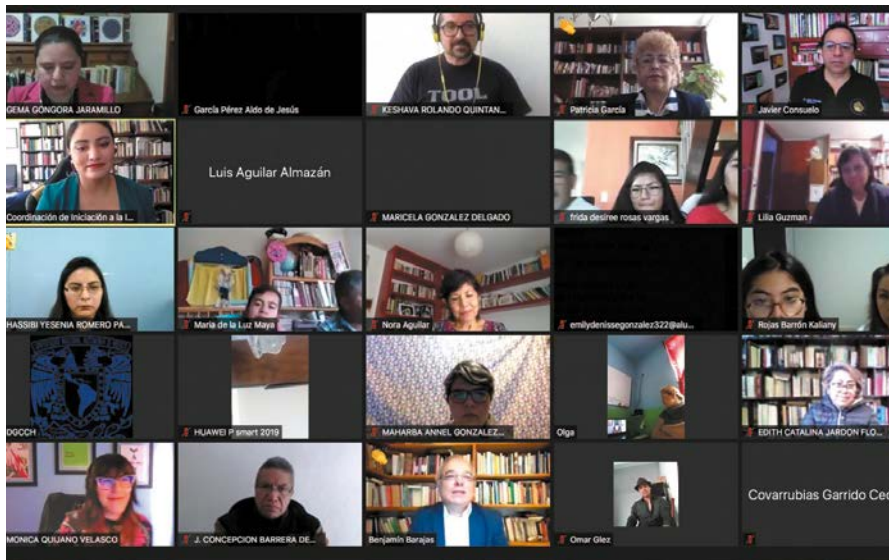 GEMA GÓNGORA JARAMILLO
García Pérez Aldo de Jesús
TOOL
KESHAVA ROLANDO QUINTAN...
Patricia García
Javier Consuelo
Coordinación de Iniciación a la I...
Luis Aguilar Almazán
MARICELA GONZALEZ DELGADO
frida desiree rosas vargas
Lilia Guzman
HASSIBI YESENIA ROMERO PA...
Maria de la Luz Maya
Nora Aguilar
emilydenissegonzalez322@alu...
Rojas Barrón Kaliany
DGCCH
HUAWEI P smart 2019
MAHARBA ANNEL GONZALEZ...
Olga
EDITH CATALINA JARDON FLO...
MONICA QUIJANO VELASCO
J. CONCEPCION BARRERA DE...
Benjamín Barajas
Omar Glez
Covarrubias Garrido Cec